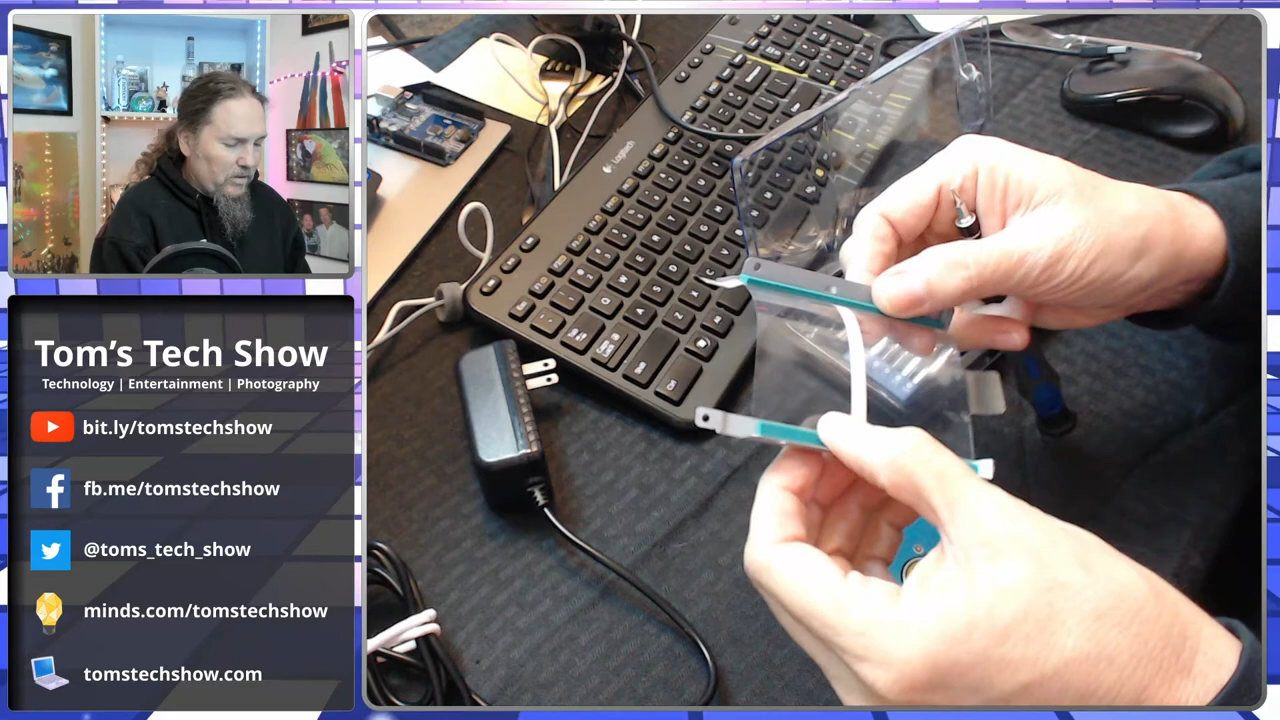 Tom's Tech Show
Technology | Entertainment | Photography
bit.ly/tomstechshow
fb.me/tomstechshow
@toms_tech_show
minds.com/tomstechshow
tomstechshow.com
Logitech